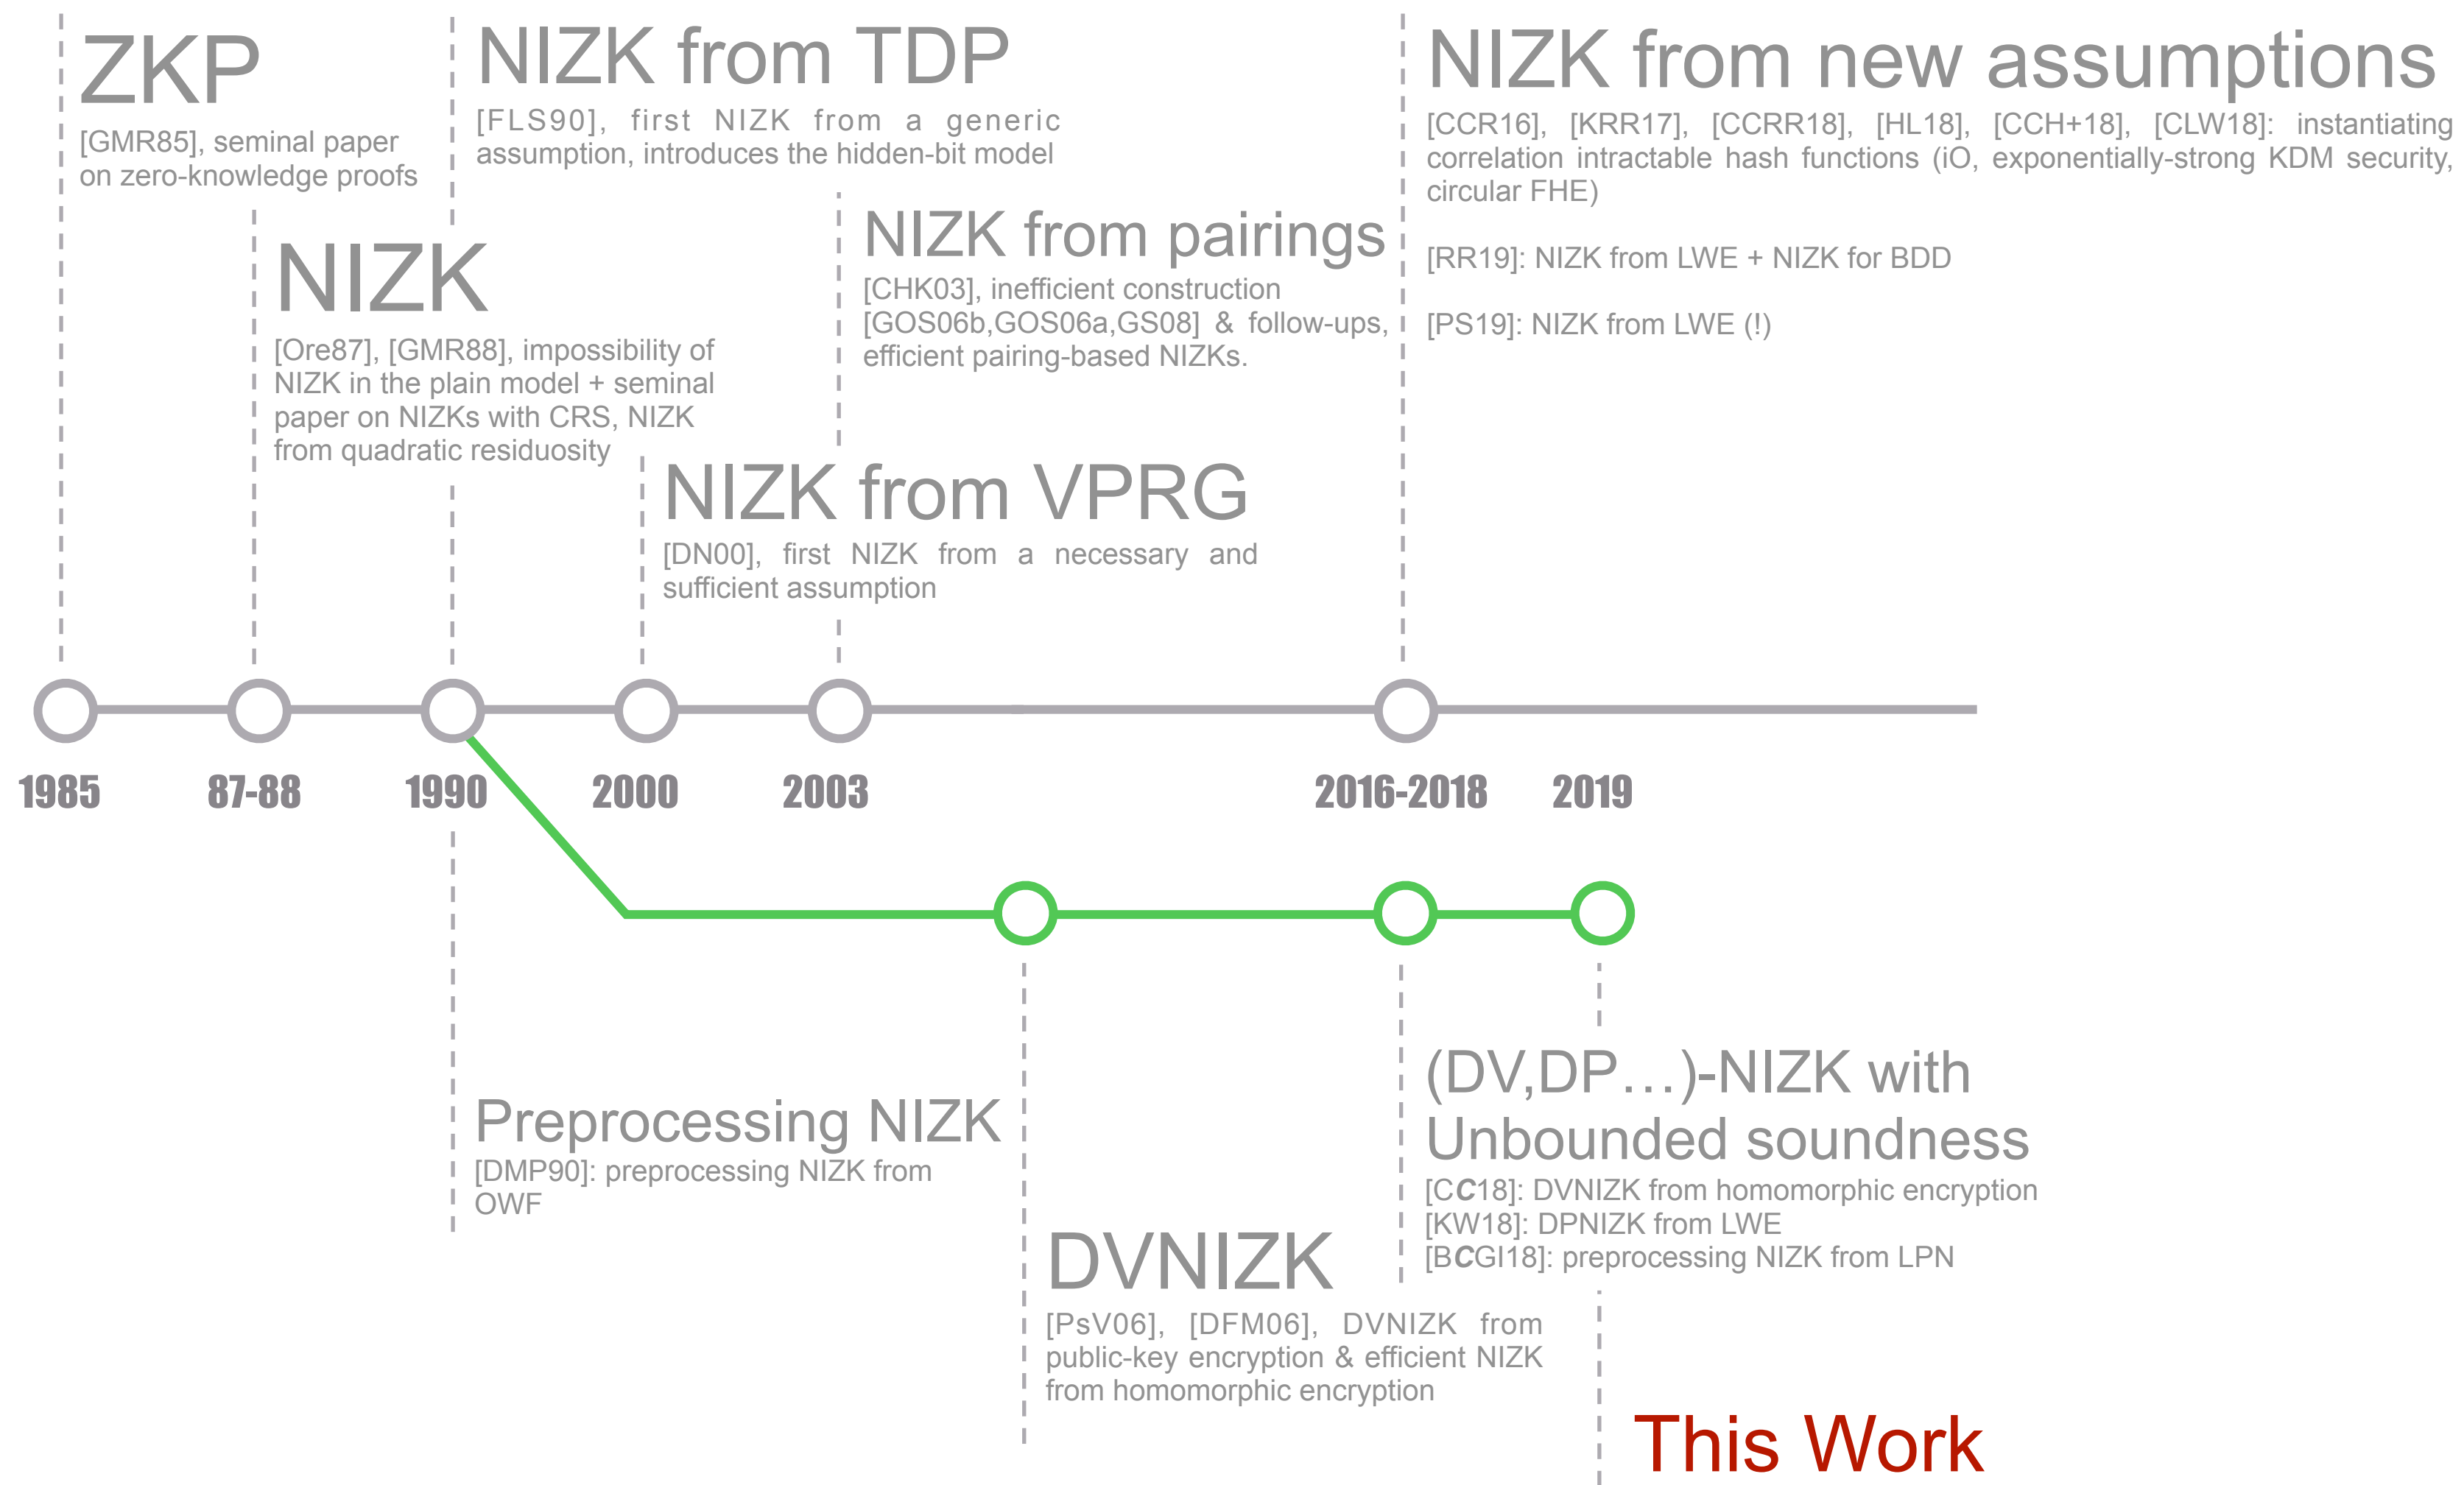 ZKP
[GMR85], seminal paper
on zero-knowledge proofs
NIZK
[Ore87], [GMR88], impossibility of
NIZK in the plain model + seminal
paper on NIZKs with CRS, NIZK
from quadratic residuosity
NIZK from TDP
[FLS90], first NIZK from a generic
assumption, introduces the hidden-bit model
NIZK from VPRG
[DN00], first NIZK from a necessary and
sufficient assumption
NIZK from pairings
[CHK03], inefficient construction
[GOS06b,GOS06a,GS08] & follow-ups,
efficient pairing-based NIZKs.
NIZK from new assumptions
[CCR16], [KRR17], [CCRR18], [HL18], [CCH+18], [CLW18]: instantiating
correlation intractable hash functions (iO, exponentially-strong KDM security,
circular FHE)
[RR19]: NIZK from LWE + NIZK for BDD
[PS19]: NIZK from LWE (!)
1985
87-88
1990
2000
2003
2016-2018
2019
Preprocessing NIZK
[DMP90]: preprocessing NIZK from
OWF
DVNIZK
[PsV06], [DFM06], DVNIZK from
public-key encryption & efficient NIZK
from homomorphic encryption
(DV,DP…)-NIZK with
Unbounded soundness
[CC18]: DVNIZK from homomorphic encryption
[KW18]: DPNIZK from LWE
[BCGI18]: preprocessing NIZK from LPN
This Work